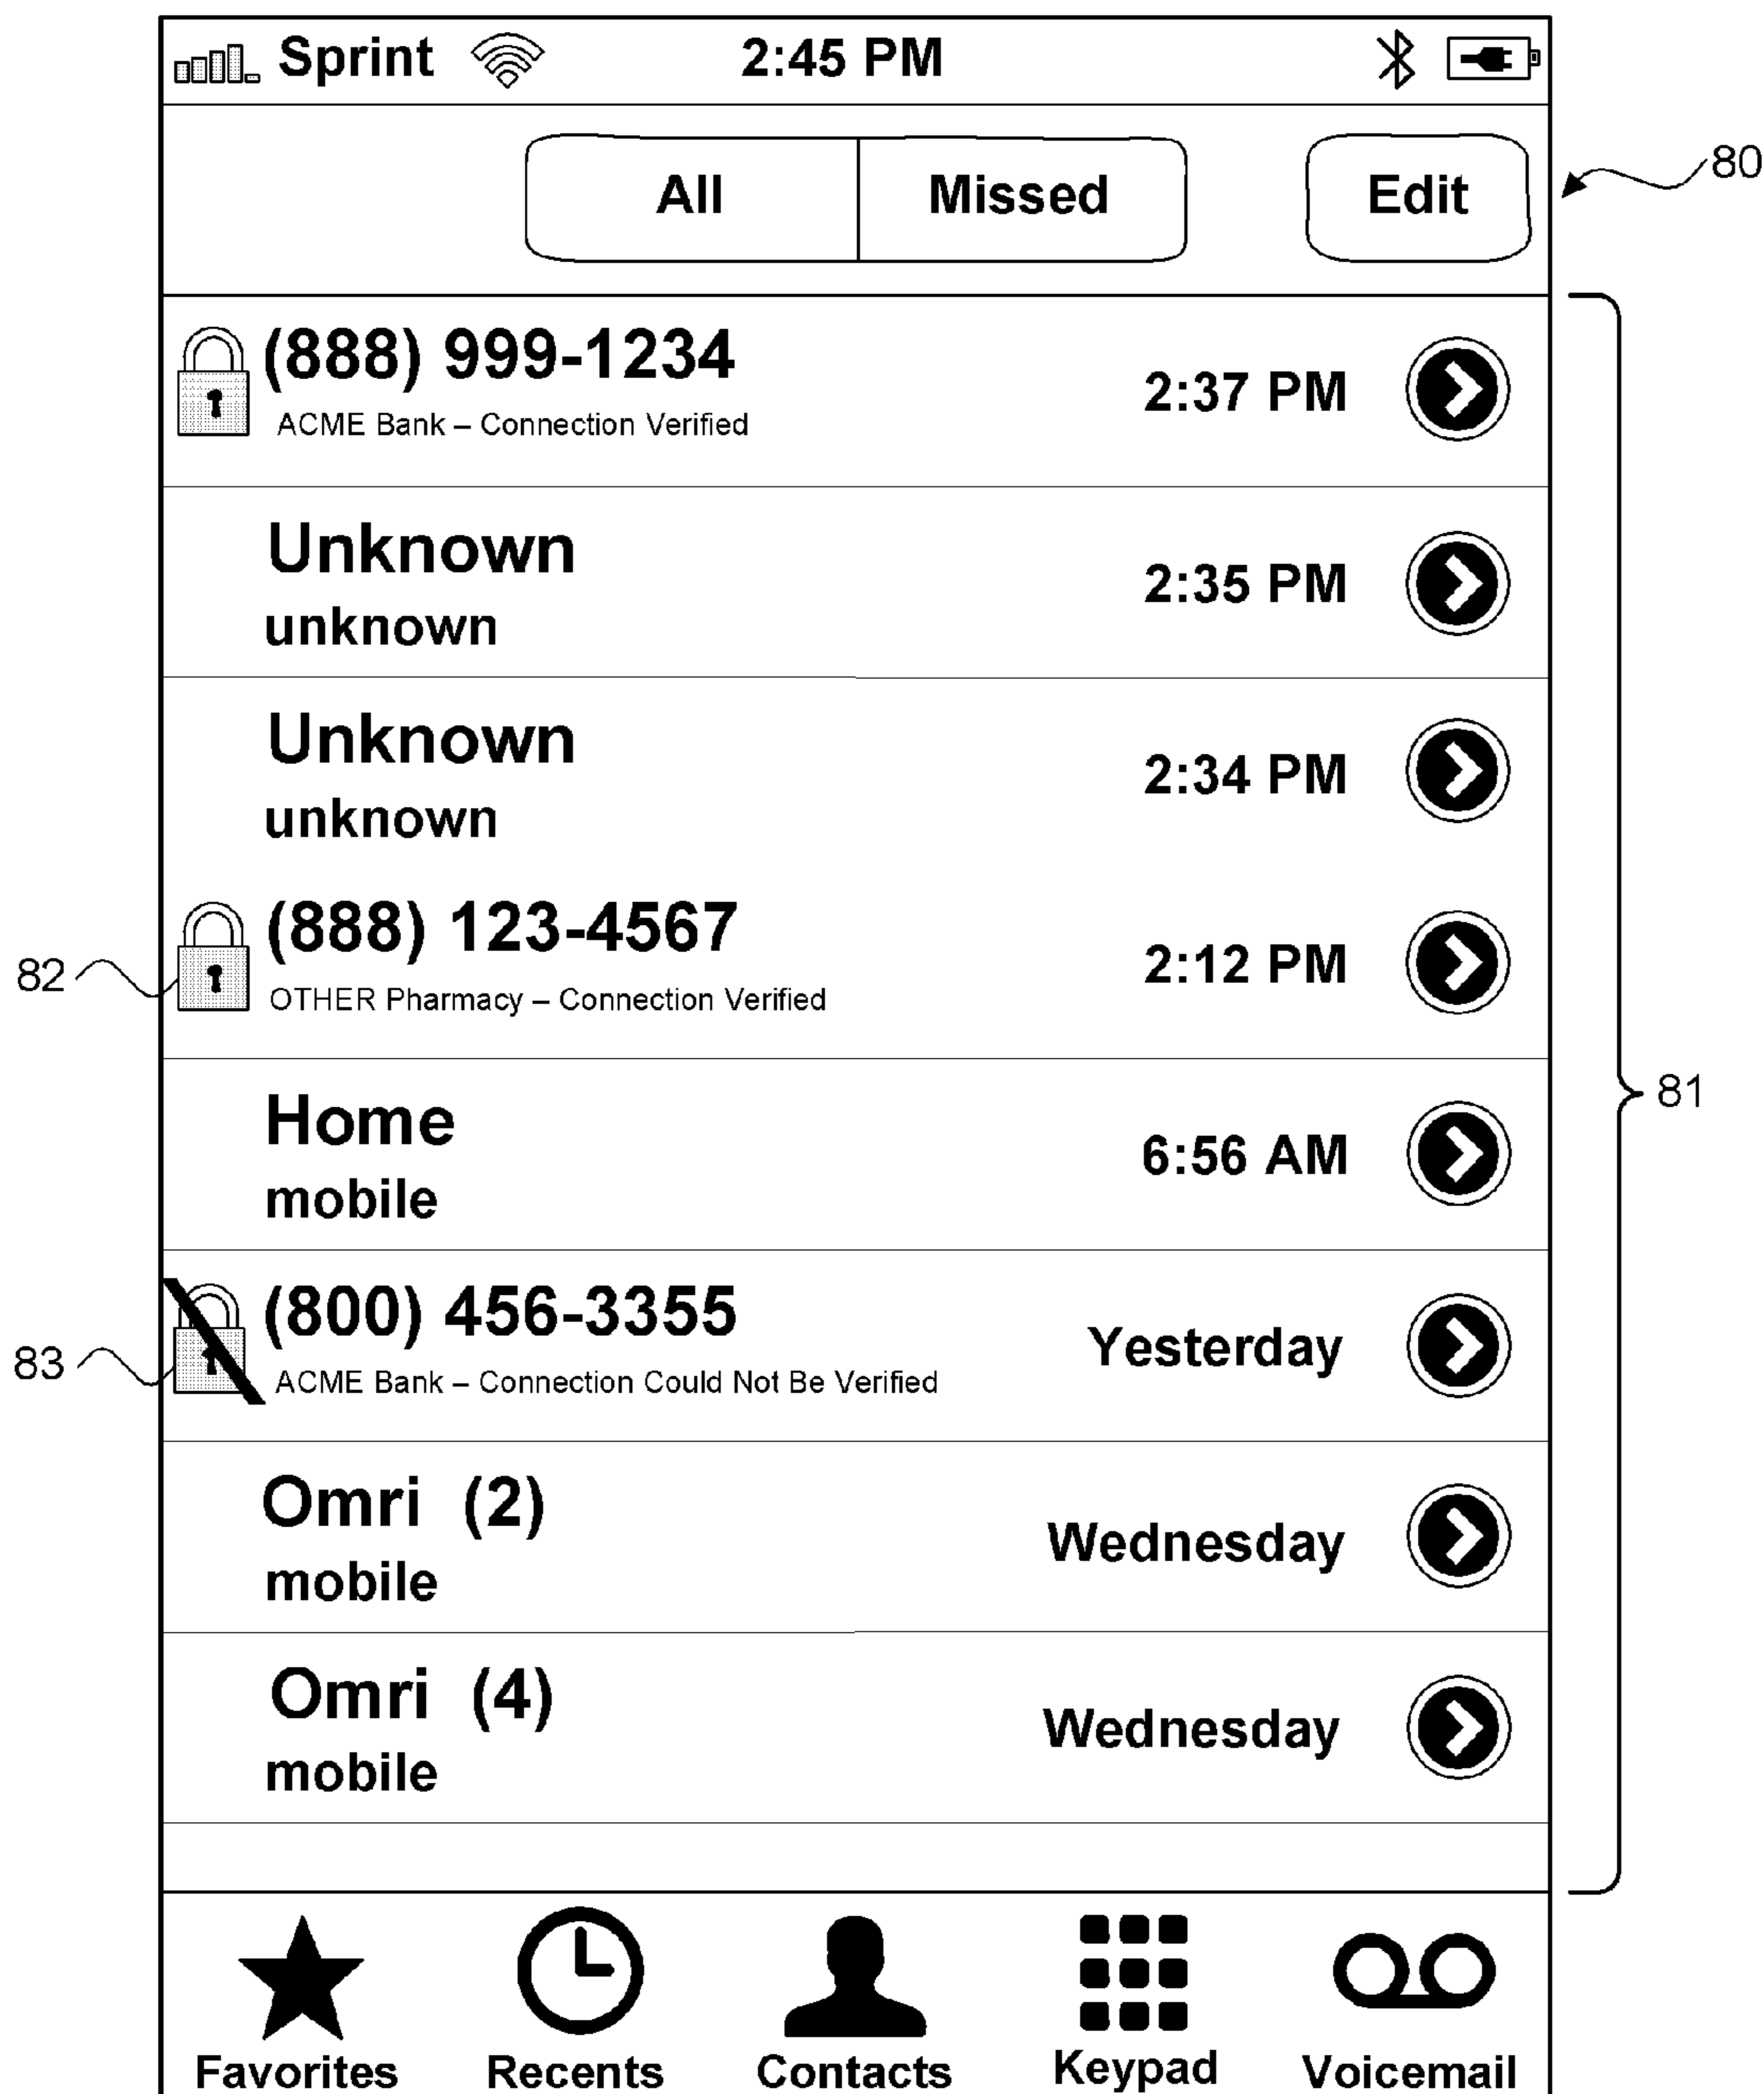 Sprint 2:45 PM
All Missed Edit
80
(888) 999-1234
ACME Bank – Connection Verified
2:37 PM
Unknown
unknown
2:35 PM
Unknown
unknown
2:34 PM
(888) 123-4567
OTHER Pharmacy – Connection Verified
2:12 PM
82
Home
mobile
6:56 AM
81
(800) 456-3355
ACME Bank – Connection Could Not Be Verified
Yesterday
83
Omri (2)
mobile
Wednesday
Omri (4)
mobile
Wednesday
Favorites Recents Contacts Keypad Voicemail